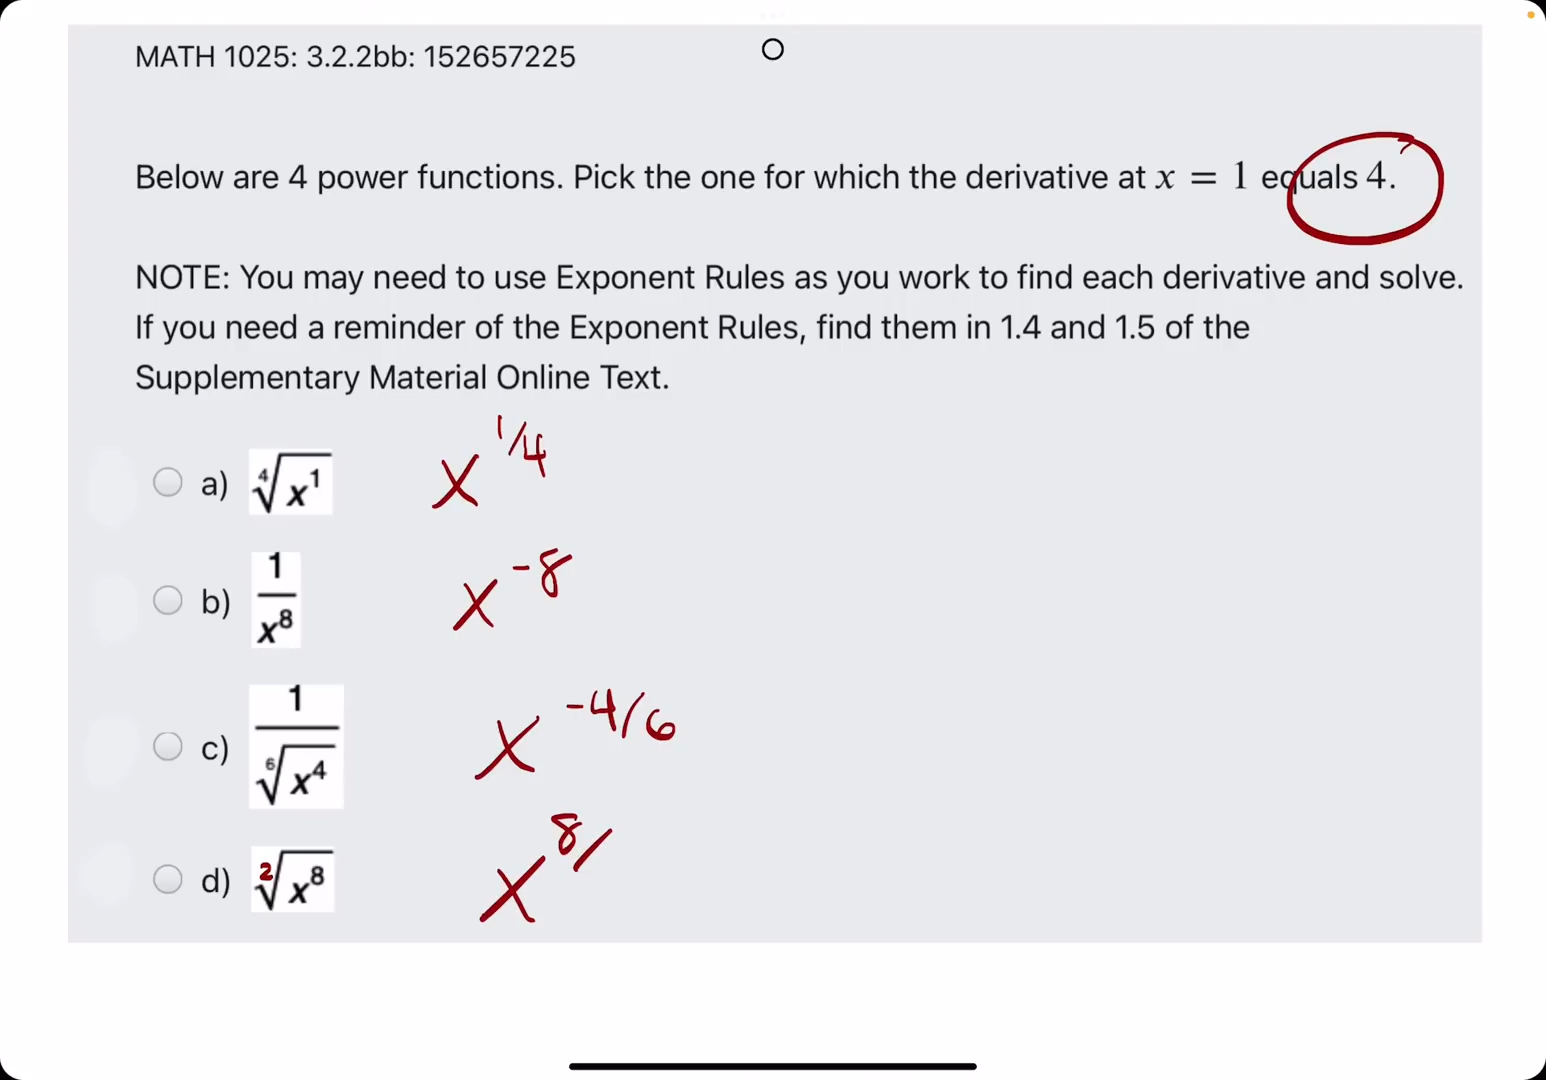 MATH 1025: 3.2.2bb: 152657225
Below are 4 power functions. Pick the one for which the derivative at x = 1 equals 4.
NOTE: You may need to use Exponent Rules as you work to find each derivative and solve.
If you need a reminder of the Exponent Rules, find them in 1.4 and 1.5 of the
Supplementary Material Online Text.
a) ⁴√x¹ x^1/4
b) 1/x⁸ x^-8
c) 1/⁶√x⁴ x^-4/6
d) ²√x⁸ x^8/